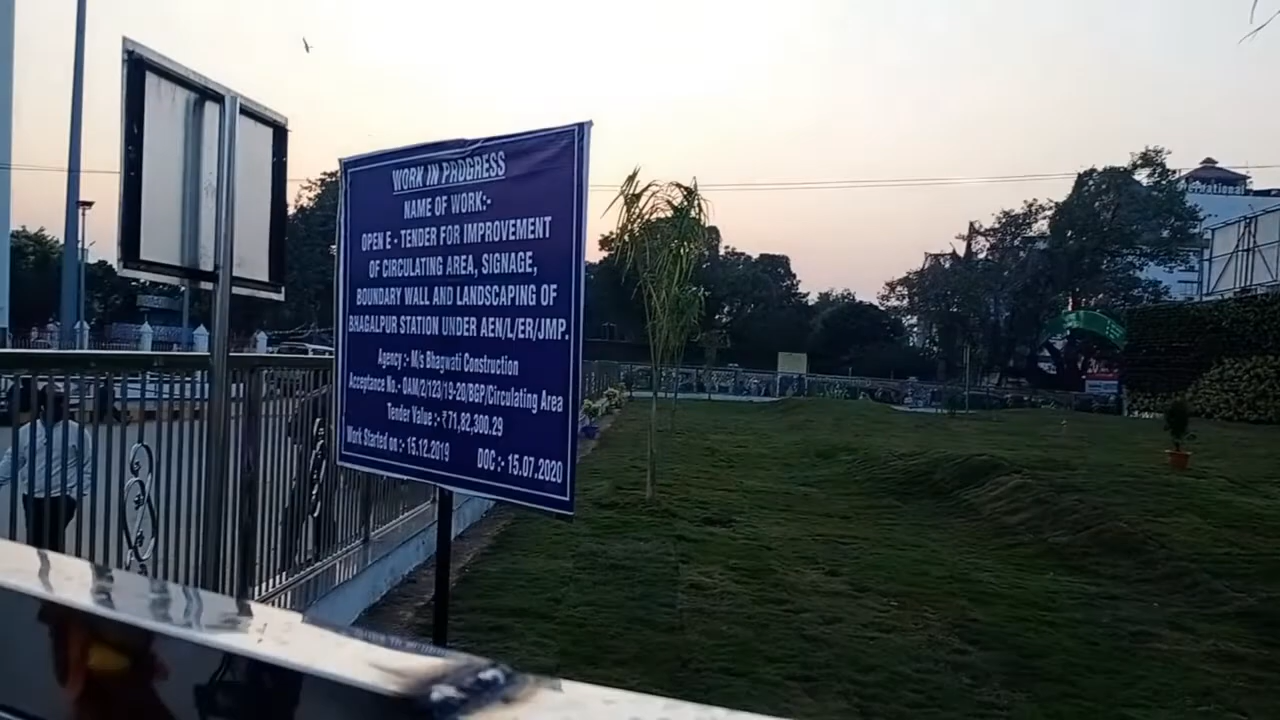 WORK IN PROGRESS
NAME OF WORK:-
OPEN E - TENDER FOR IMPROVEMENT
OF CIRCULATING AREA, SIGNAGE,
BOUNDARY WALL AND LANDSCAPING OF
BHAGALPUR STATION UNDER AEN/L/ER/JMP.
Agency :- M/s Bhagwati Construction
Acceptance No.- OAM/2/123/19-20/BGP/Circulating Area
Tender Value :- ₹71,82,300.29
Work Started on :- 15.12.2019 DOC :- 15.07.2020
International